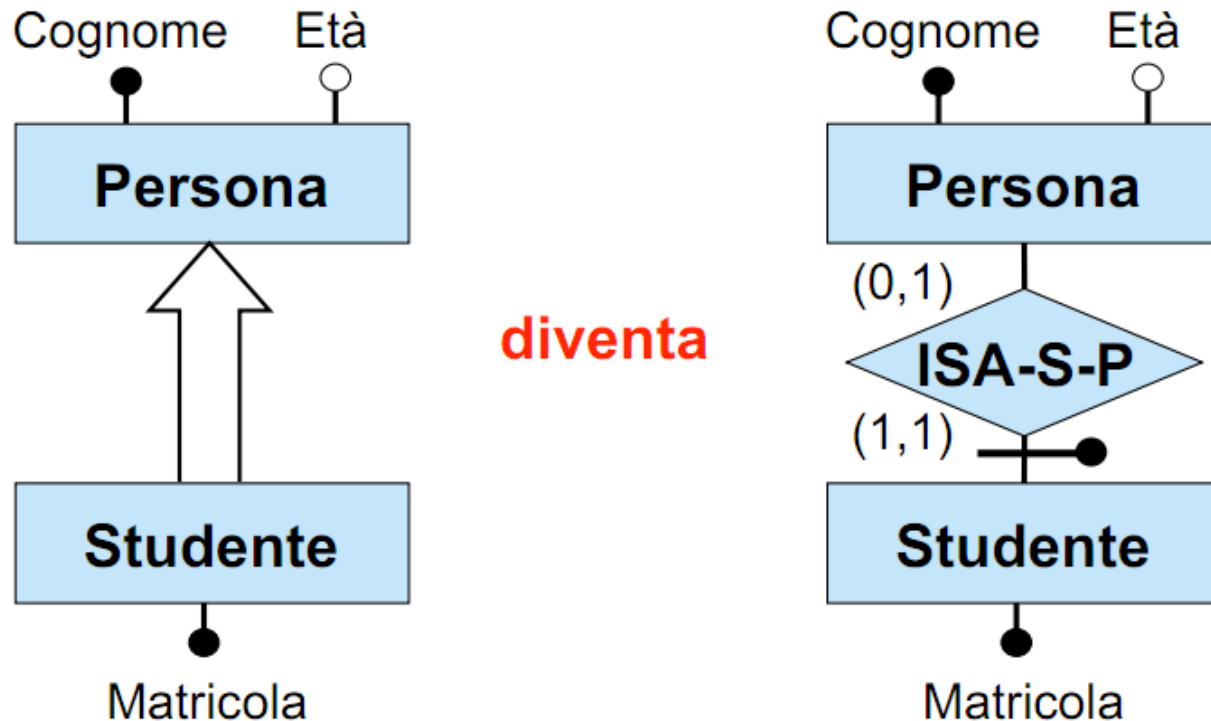 Cognome Età
Persona
Studente
Matricola
diventa
Cognome Età
Persona
(0,1)
ISA-S-P
(1,1)
Studente
Matricola